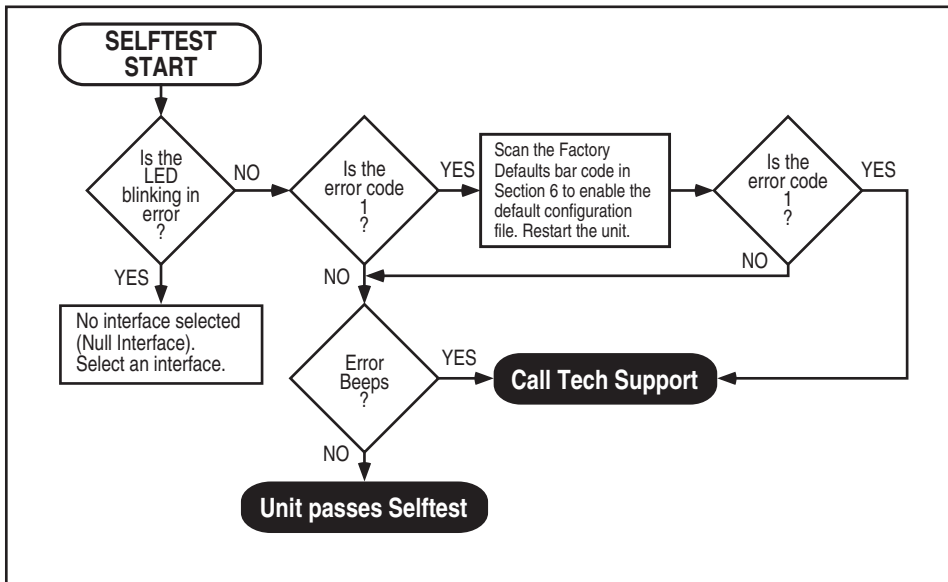 SELFTEST
START
Is the
LED
blinking in
error
?
NO
YES
No interface selected
(Null Interface).
Select an interface.
Is the
error code
1
?
YES
NO
Scan the Factory
Defaults bar code in
Section 6 to enable the
default configuration
file. Restart the unit.
Is the
error code
1
?
YES
NO
Error
Beeps
?
YES
NO
Call Tech Support
Unit passes Selftest